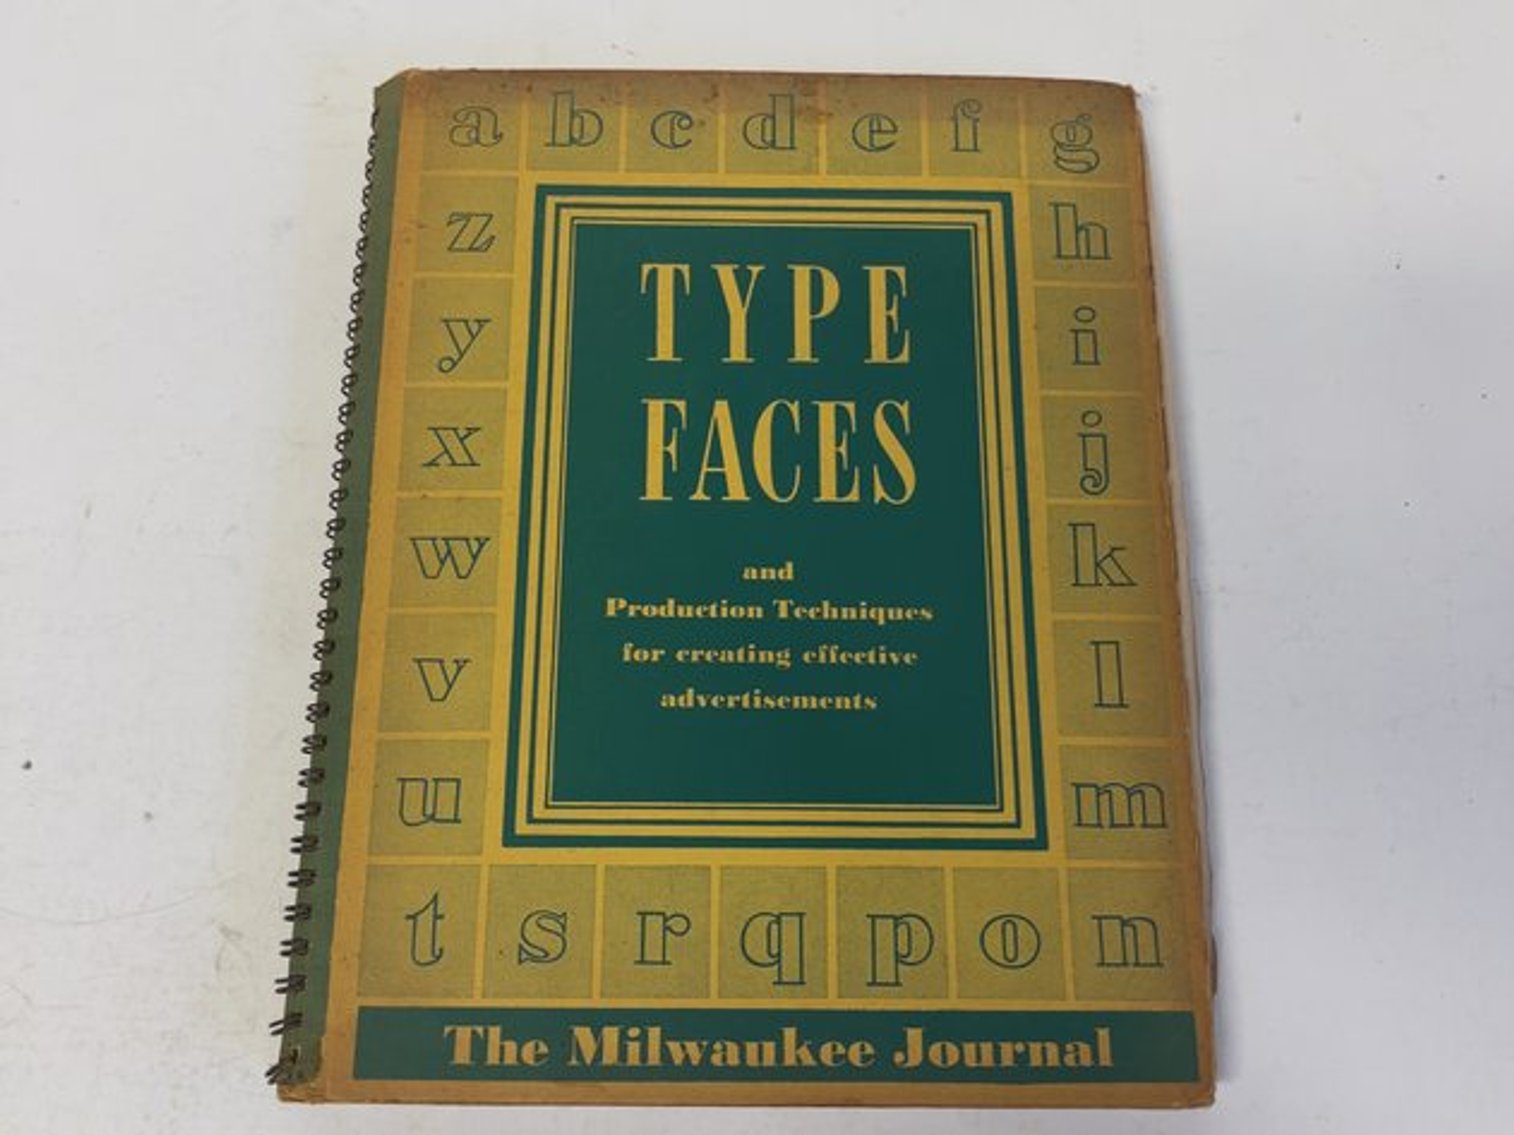 a b c d e f g
h
i
j
k
l
m
n
o
p
q
r
s
t
u
v
w
x
y
z
TYPE
FACES
and
Production Techniques
for creating effective
advertisements
The Milwaukee Journal